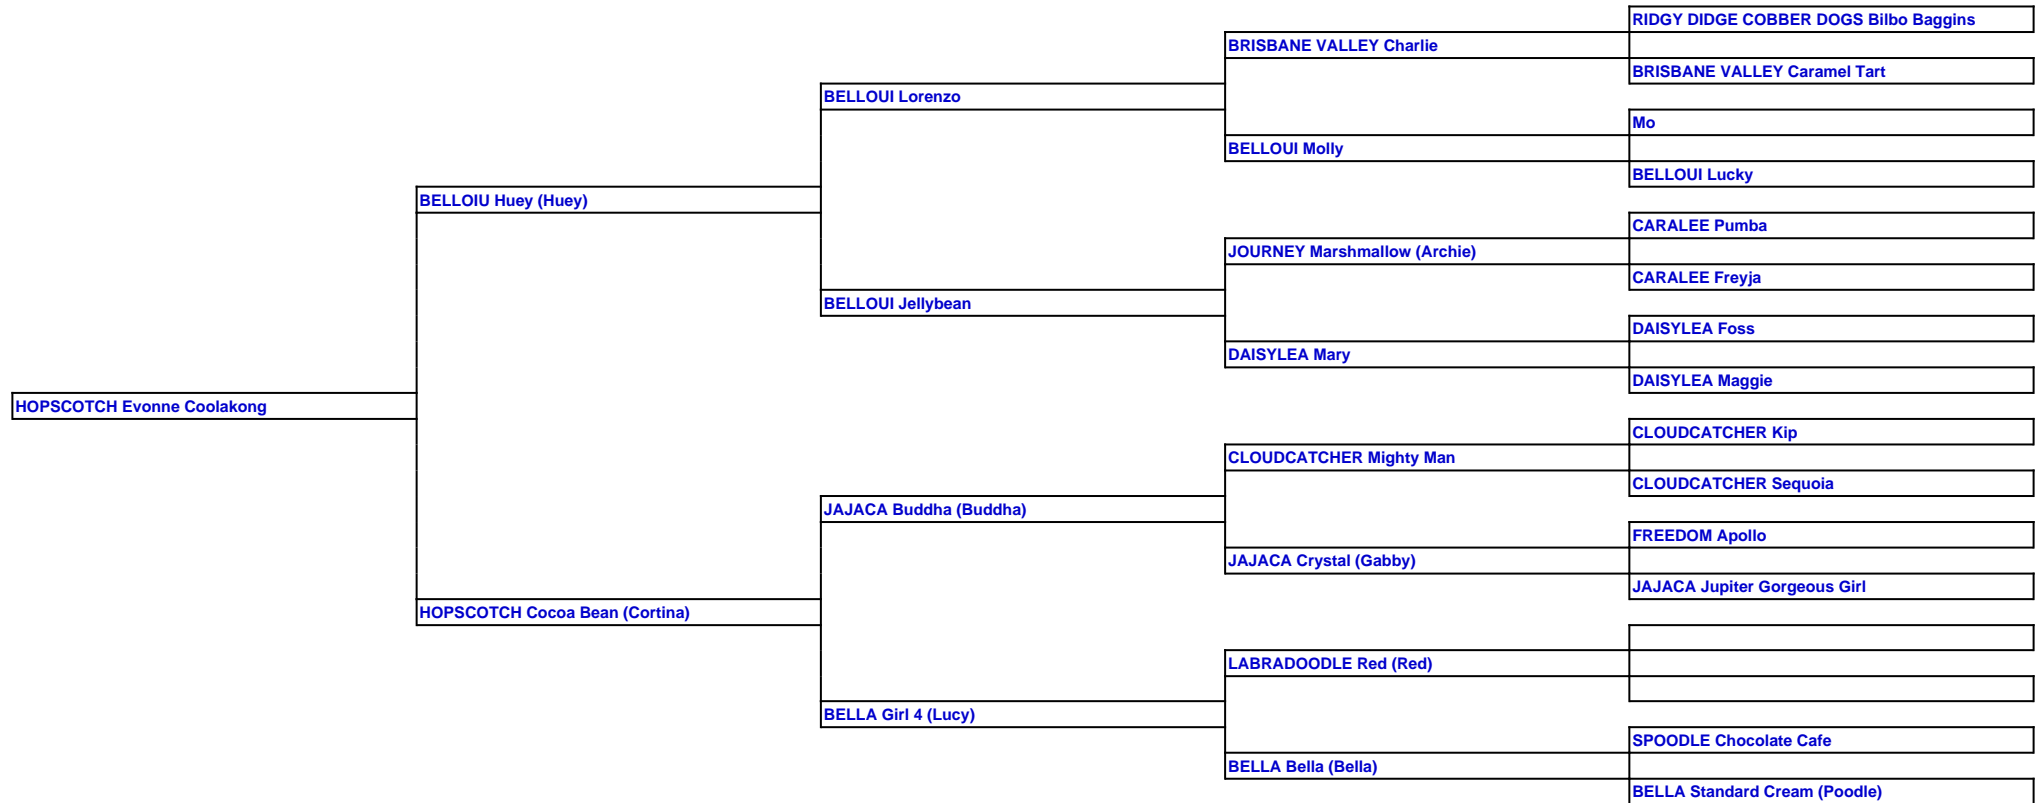 RIDGY DIDGE COBBER DOGS Bilbo Baggins
BRISBANE VALLEY Charlie
BRISBANE VALLEY Caramel Tart
BELLOUI Lorenzo
Mo
BELLOUI Molly
BELLOUI Lucky
BELLOIU Huey (Huey)
CARALEE Pumba
JOURNEY Marshmallow (Archie)
CARALEE Freyja
BELLOUI Jellybean
DAISYLEA Foss
DAISYLEA Mary
DAISYLEA Maggie
HOPSCOTCH Evonne Coolakong
CLOUDCATCHER Kip
CLOUDCATCHER Mighty Man
CLOUDCATCHER Sequoia
JAJACA Buddha (Buddha)
FREEDOM Apollo
JAJACA Crystal (Gabby)
JAJACA Jupiter Gorgeous Girl
HOPSCOTCH Cocoa Bean (Cortina)
LABRADOODLE Red (Red)
BELLA Girl 4 (Lucy)
SPOODLE Chocolate Cafe
BELLA Bella (Bella)
BELLA Standard Cream (Poodle)